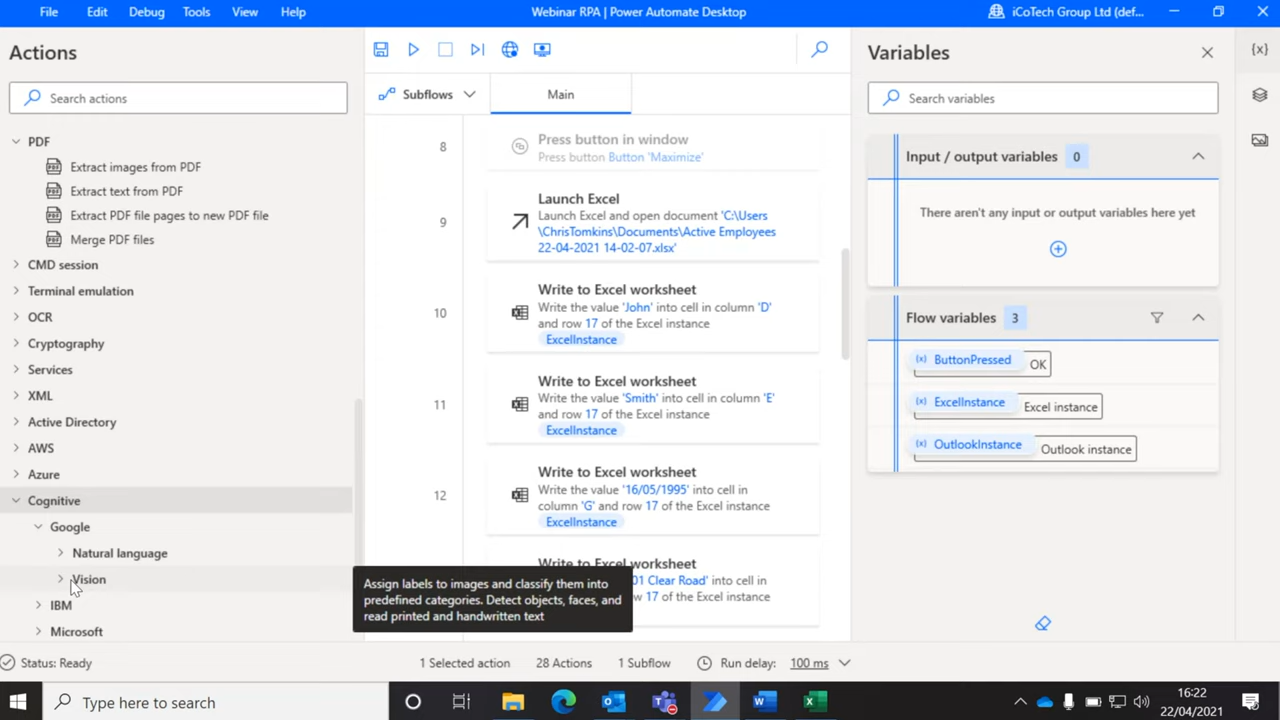 File Edit Debug Tools View Help
Webinar RPA | Power Automate Desktop
iCoTech Group Ltd (def...
Actions
Search actions
PDF
Extract images from PDF
Extract text from PDF
Extract PDF file pages to new PDF file
Merge PDF files
CMD session
Terminal emulation
OCR
Cryptography
Services
XML
Active Directory
AWS
Azure
Cognitive
Google
Natural language
Vision
IBM
Microsoft
Subflows
Main
8
Press button in window
Press button Button 'Maximize'
9
Launch Excel
Launch Excel and open document 'C:\Users
\ChrisTomkins\Documents\Active Employees
22-04-2021 14-02-07.xlsx'
10
Write to Excel worksheet
Write the value 'John' into cell in column 'D'
and row 17 of the Excel instance
ExcelInstance
11
Write to Excel worksheet
Write the value 'Smith' into cell in column 'E'
and row 17 of the Excel instance
ExcelInstance
12
Write to Excel worksheet
Write the value '16/05/1995' into cell in
column 'G' and row 17 of the Excel instance
ExcelInstance
Write to Excel worksheet
01 Clear Road' into cell in
w 17 of the Excel instance
Assign labels to images and classify them into
predefined categories. Detect objects, faces, and
read printed and handwritten text
Variables
{x}
Search variables
Input / output variables 0
There aren't any input or output variables here yet
Flow variables 3
(x) ButtonPressed OK
(x) ExcelInstance Excel instance
(x) OutlookInstance Outlook instance
Status: Ready
1 Selected action
28 Actions
1 Subflow
Run delay: 100 ms
Type here to search
16:22
22/04/2021